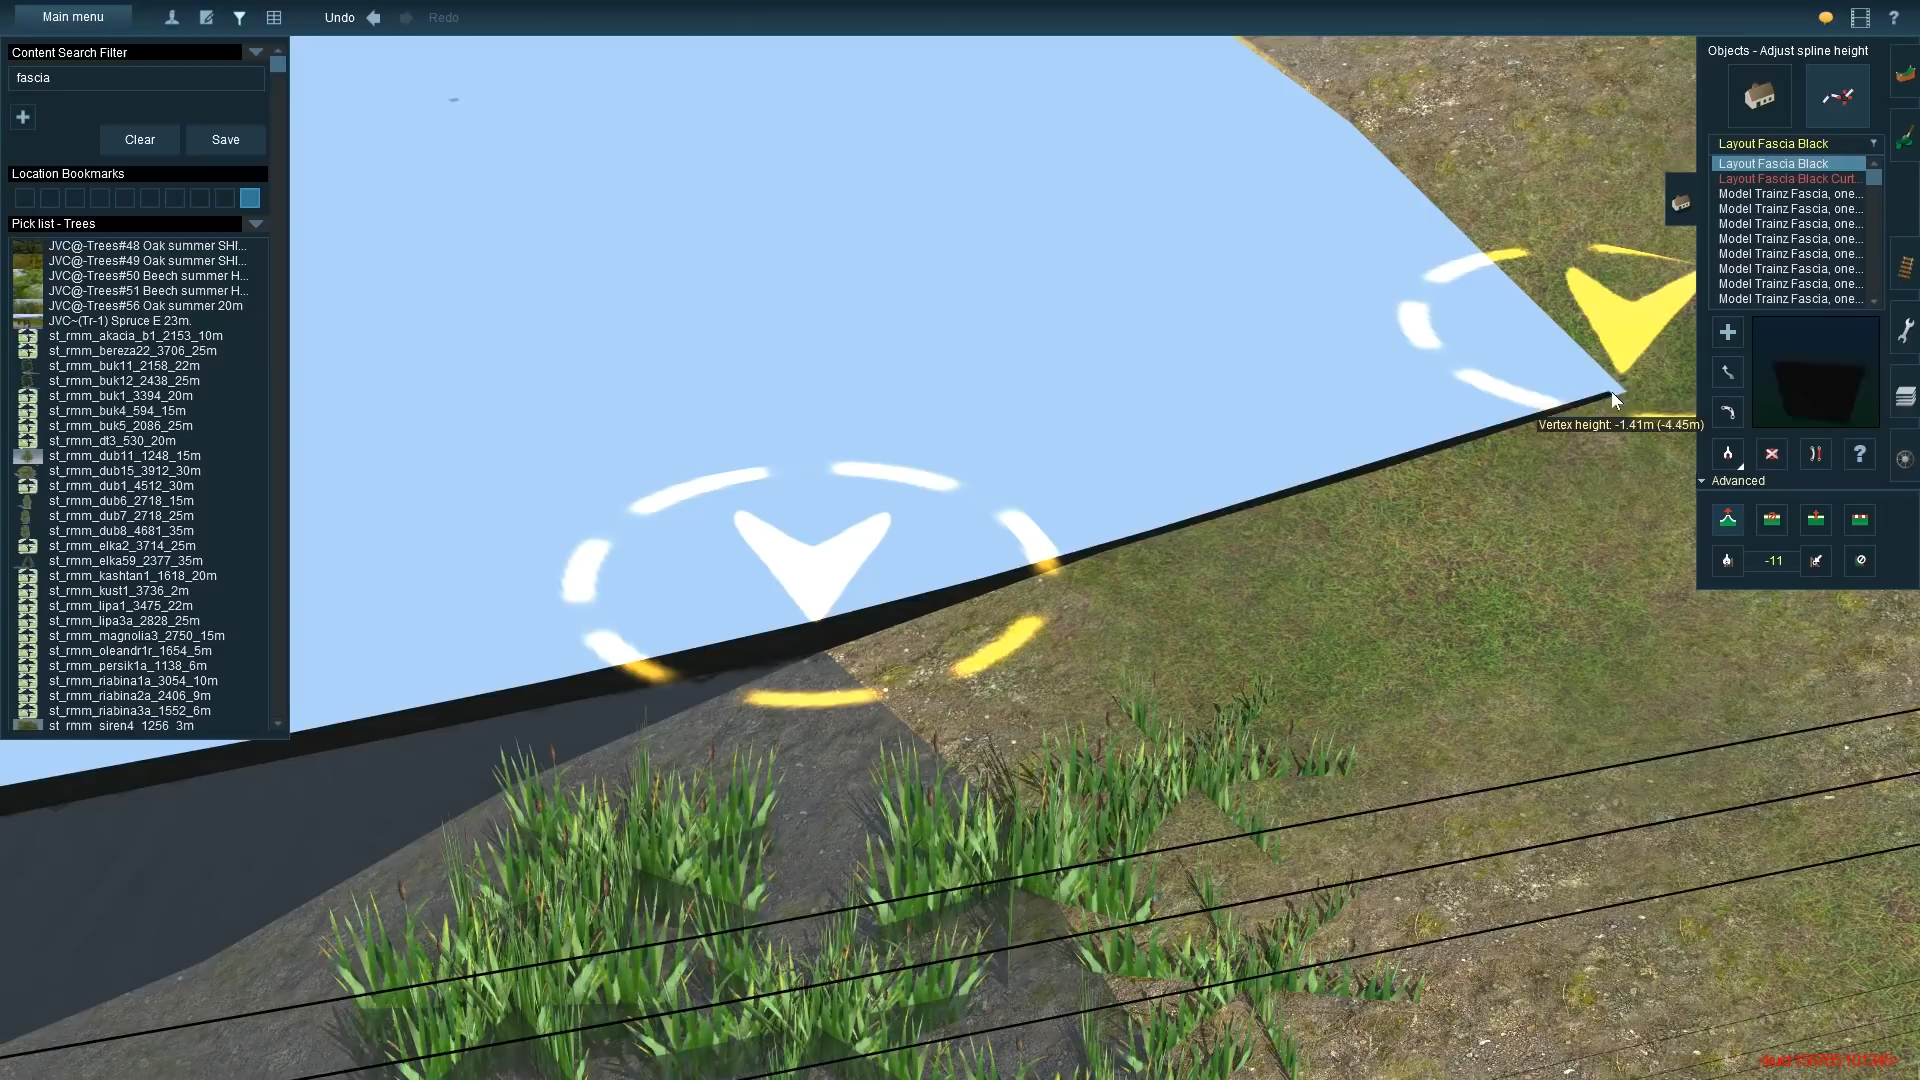 Main menu
Undo
Redo
Content Search Filter
fascia
Clear
Save
Location Bookmarks
Pick list - Trees
JVC@-Trees#48 Oak summer SHI...
JVC@-Trees#49 Oak summer SHI...
JVC@-Trees#50 Beech summer H...
JVC@-Trees#51 Beech summer H...
JVC@-Trees#56 Oak summer 20m
JVC~(Tr-1) Spruce E 23m.
st_rmm_akacia_b1_2153_10m
st_rmm_bereza22_3706_25m
st_rmm_buk11_2158_22m
st_rmm_buk12_2438_25m
st_rmm_buk1_3394_20m
st_rmm_buk4_594_15m
st_rmm_buk5_2086_25m
st_rmm_dt3_530_20m
st_rmm_dub11_1248_15m
st_rmm_dub15_3912_30m
st_rmm_dub1_4512_30m
st_rmm_dub6_2718_15m
st_rmm_dub7_2718_25m
st_rmm_dub8_4681_35m
st_rmm_elka2_3714_25m
st_rmm_elka59_2377_35m
st_rmm_kashtan1_1618_20m
st_rmm_kust1_3736_2m
st_rmm_lipa1_3475_22m
st_rmm_lipa3a_2828_25m
st_rmm_magnolia3_2750_15m
st_rmm_oleandr1r_1654_5m
st_rmm_persik1a_1138_6m
st_rmm_riabina1a_3054_10m
st_rmm_riabina2a_2406_9m
st_rmm_riabina3a_1552_6m
st_rmm_siren4_1256_3m
Vertex height: -1.41m (-4.45m)
Objects - Adjust spline height
Layout Fascia Black
Layout Fascia Black
Layout Fascia Black Curt...
Model Trainz Fascia, one...
Model Trainz Fascia, one...
Model Trainz Fascia, one...
Model Trainz Fascia, one...
Model Trainz Fascia, one...
Model Trainz Fascia, one...
Model Trainz Fascia, one...
Model Trainz Fascia, one...
Advanced
-11